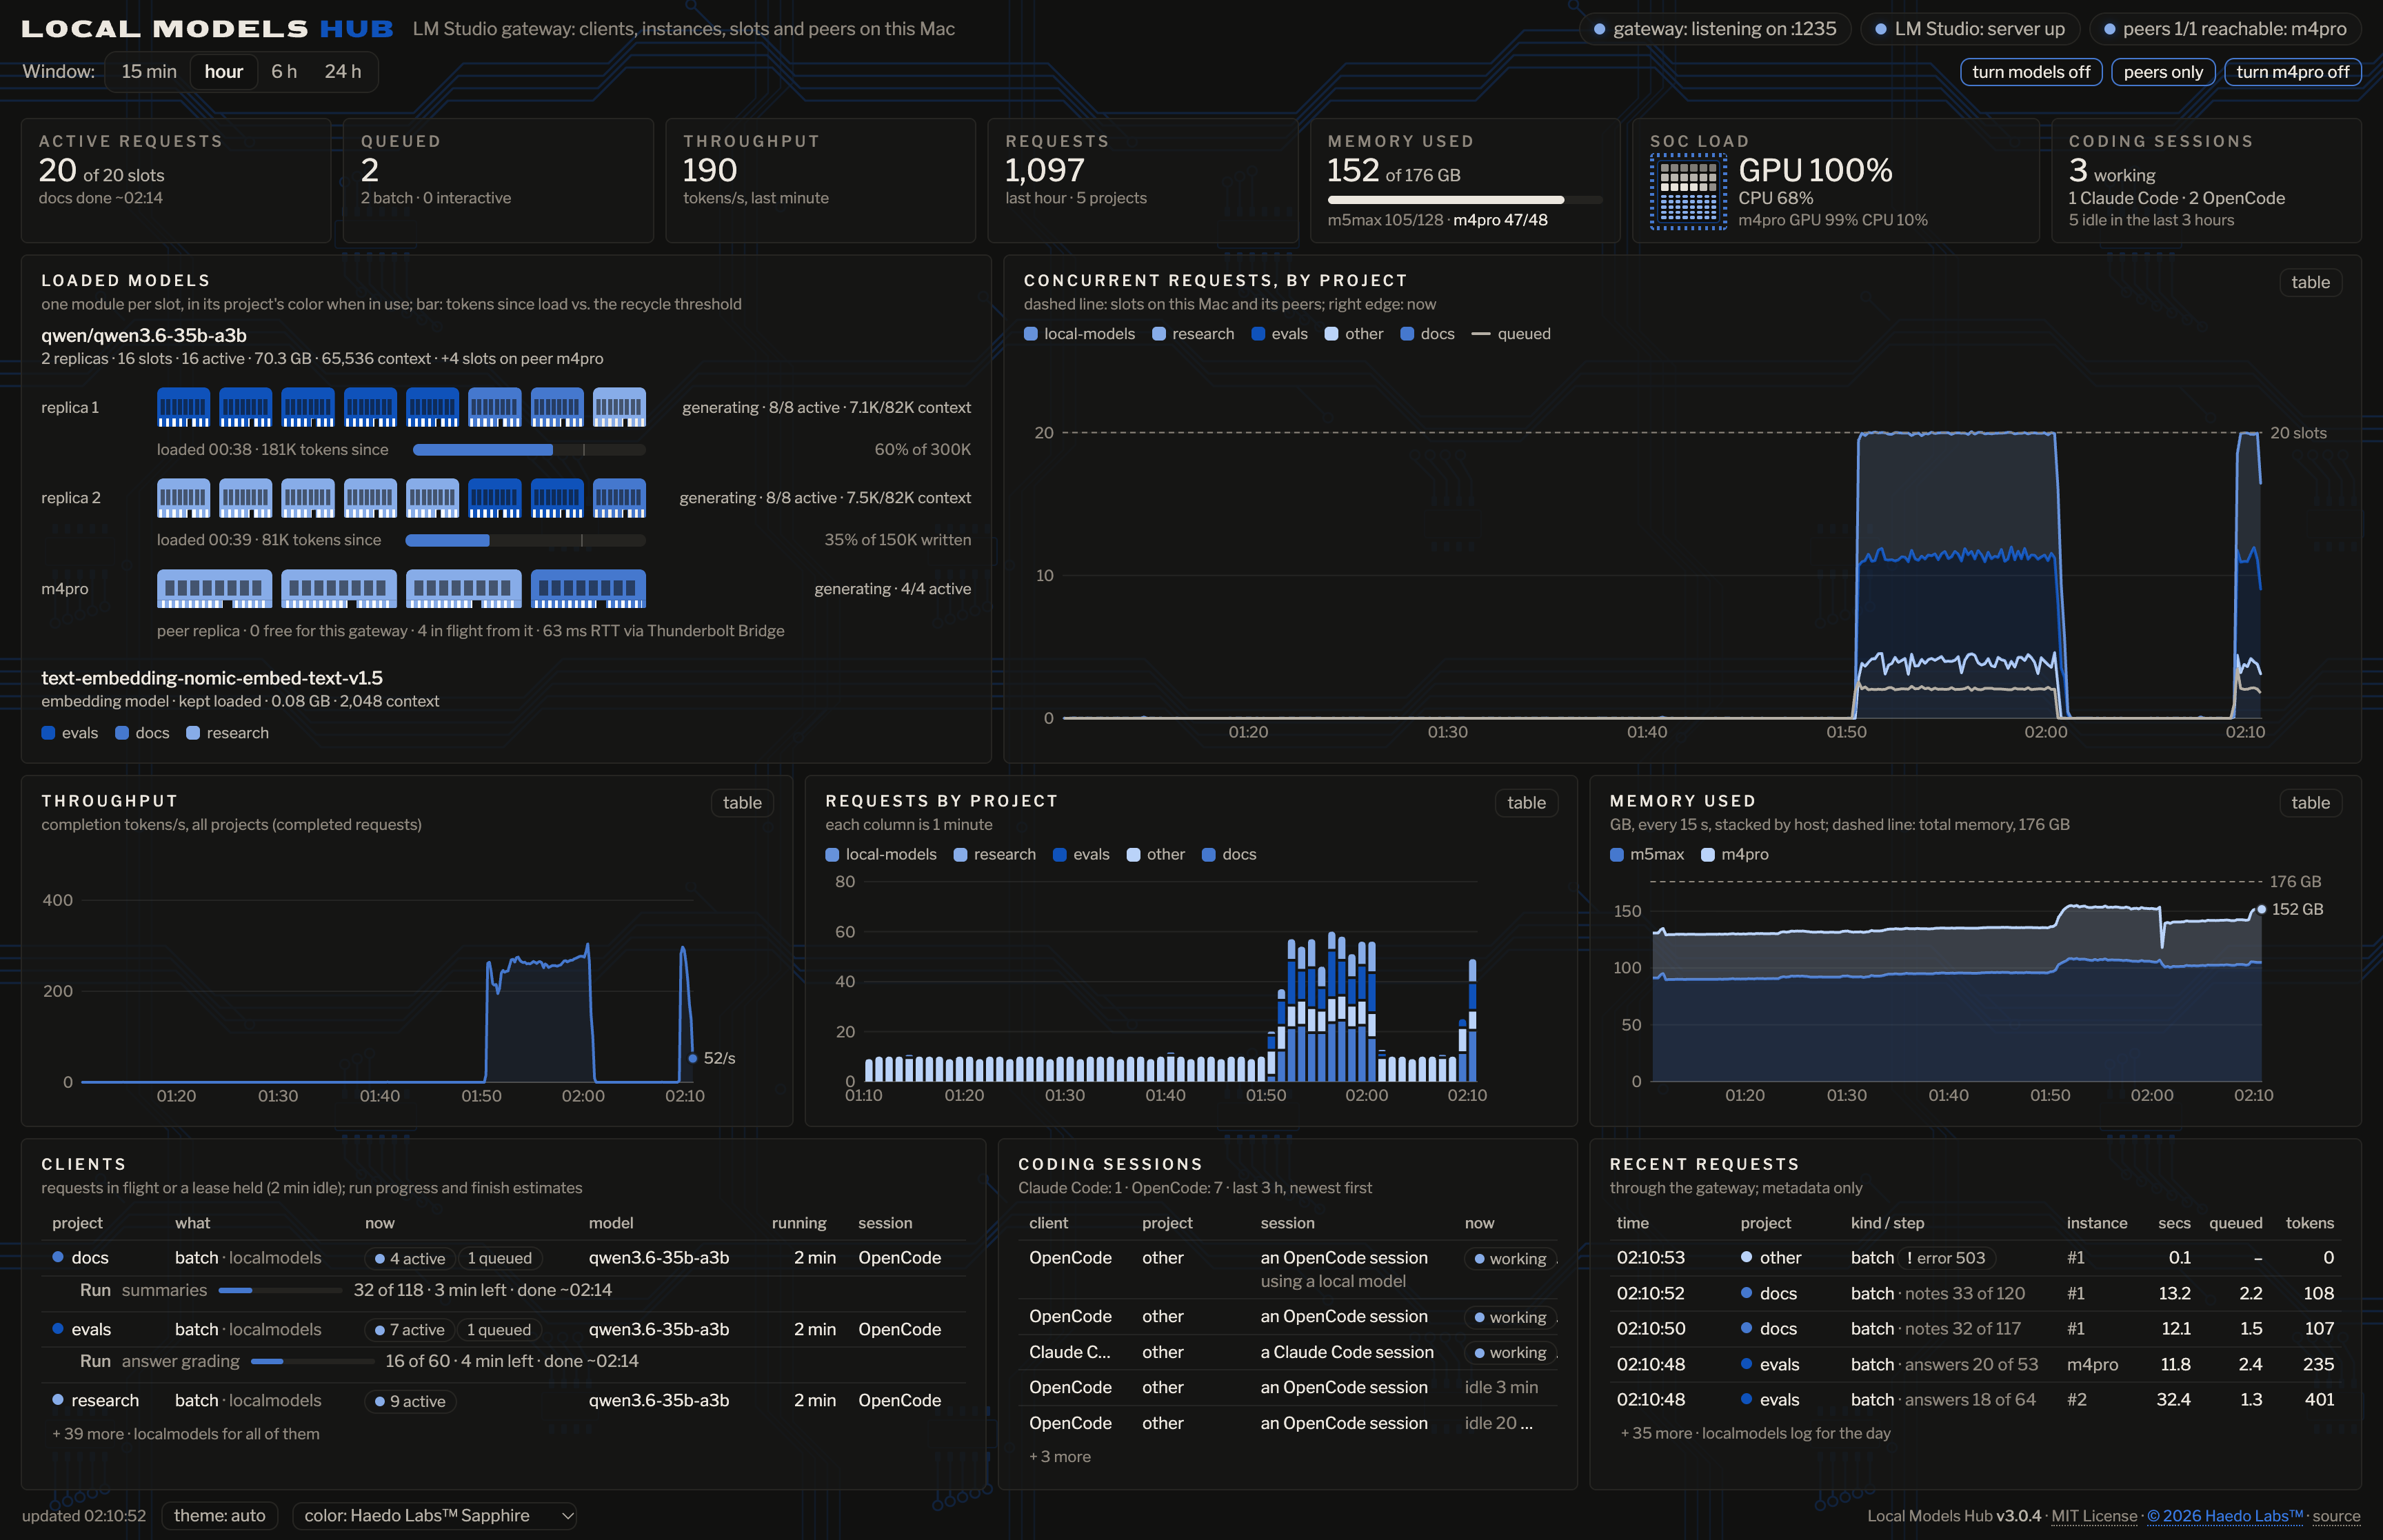 LOCAL MODELS HUB LM Studio gateway: clients, instances, slots and peers on this Mac
gateway: listening on :1235
LM Studio: server up
peers 1/1 reachable: m4pro
Window: 15 min hour 6 h 24 h
turn models off
peers only
turn m4pro off
ACTIVE REQUESTS
20 of 20 slots
docs done ~02:14
QUEUED
2
2 batch · 0 interactive
THROUGHPUT
190
tokens/s, last minute
REQUESTS
1,097
last hour · 5 projects
MEMORY USED
152 of 176 GB
m5max 105/128 · m4pro 47/48
SOC LOAD
GPU 100%
CPU 68%
m4pro GPU 99% CPU 10%
CODING SESSIONS
3 working
1 Claude Code · 2 OpenCode
5 idle in the last 3 hours
LOADED MODELS
one module per slot, in its project's color when in use; bar: tokens since load vs. the recycle threshold
qwen/qwen3.6-35b-a3b
2 replicas · 16 slots · 16 active · 70.3 GB · 65,536 context · +4 slots on peer m4pro
replica 1 generating · 8/8 active · 7.1K/82K context
loaded 00:38 · 181K tokens since 60% of 300K
replica 2 generating · 8/8 active · 7.5K/82K context
loaded 00:39 · 81K tokens since 35% of 150K written
m4pro generating · 4/4 active
peer replica · 0 free for this gateway · 4 in flight from it · 63 ms RTT via Thunderbolt Bridge
text-embedding-nomic-embed-text-v1.5
embedding model · kept loaded · 0.08 GB · 2,048 context
evals docs research
CONCURRENT REQUESTS, BY PROJECT
table
dashed line: slots on this Mac and its peers; right edge: now
local-models research evals other docs queued
20 20 slots
10
0
01:20 01:30 01:40 01:50 02:00 02:10
THROUGHPUT
table
completion tokens/s, all projects (completed requests)
400
200
52/s
0
01:20 01:30 01:40 01:50 02:00 02:10
REQUESTS BY PROJECT
table
each column is 1 minute
local-models research evals other docs
80
60
40
20
0
01:10 01:20 01:30 01:40 01:50 02:00 02:10
MEMORY USED
table
GB, every 15 s, stacked by host; dashed line: total memory, 176 GB
m5max m4pro
176 GB
150 152 GB
100
50
0
01:20 01:30 01:40 01:50 02:00 02:10
CLIENTS
requests in flight or a lease held (2 min idle); run progress and finish estimates
project what now model running session
docs batch · localmodels 4 active 1 queued qwen3.6-35b-a3b 2 min OpenCode
Run summaries 32 of 118 · 3 min left · done ~02:14
evals batch · localmodels 7 active 1 queued qwen3.6-35b-a3b 2 min OpenCode
Run answer grading 16 of 60 · 4 min left · done ~02:14
research batch · localmodels 9 active qwen3.6-35b-a3b 2 min OpenCode
+ 39 more · localmodels for all of them
CODING SESSIONS
Claude Code: 1 · OpenCode: 7 · last 3 h, newest first
client project session now
OpenCode other an OpenCode session working
using a local model
OpenCode other an OpenCode session working
Claude C... other a Claude Code session working
OpenCode other an OpenCode session idle 3 min
OpenCode other an OpenCode session idle 20 ...
+ 3 more
RECENT REQUESTS
through the gateway; metadata only
time project kind / step instance secs queued tokens
02:10:53 other batch ! error 503 #1 0.1 – 0
02:10:52 docs batch · notes 33 of 120 #1 13.2 2.2 108
02:10:50 docs batch · notes 32 of 117 #1 12.1 1.5 107
02:10:48 evals batch · answers 20 of 53 m4pro 11.8 2.4 235
02:10:48 evals batch · answers 18 of 64 #2 32.4 1.3 401
+ 35 more · localmodels log for the day
updated 02:10:52 theme: auto color: Haedo Labs™ Sapphire
Local Models Hub v3.0.4 · MIT License · © 2026 Haedo Labs™ · source